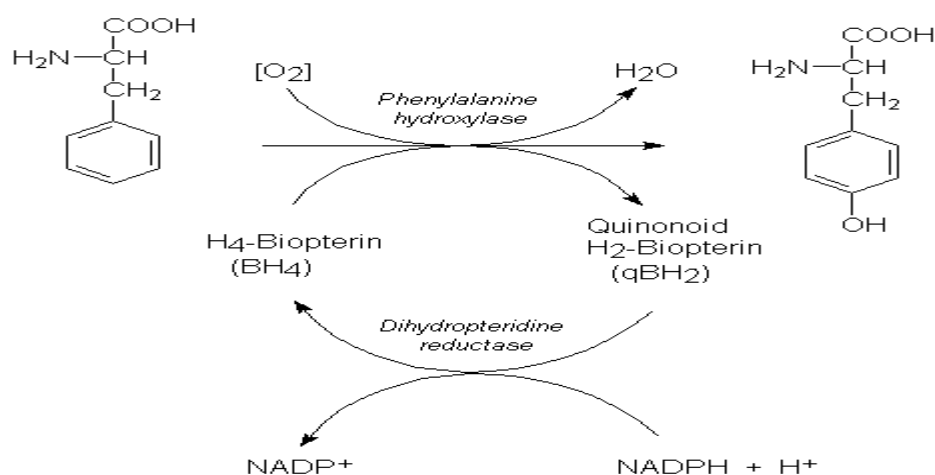 COOH
H₂N—CH
CH₂
[O₂]
Phenylalanine
hydroxylase
H₂O
COOH
H₂N—CH
CH₂
OH
H₄-Biopterin
(BH₄)
Quinonoid
H₂-Biopterin
(qBH₂)
Dihydropteridine
reductase
NADP⁺
NADPH + H⁺